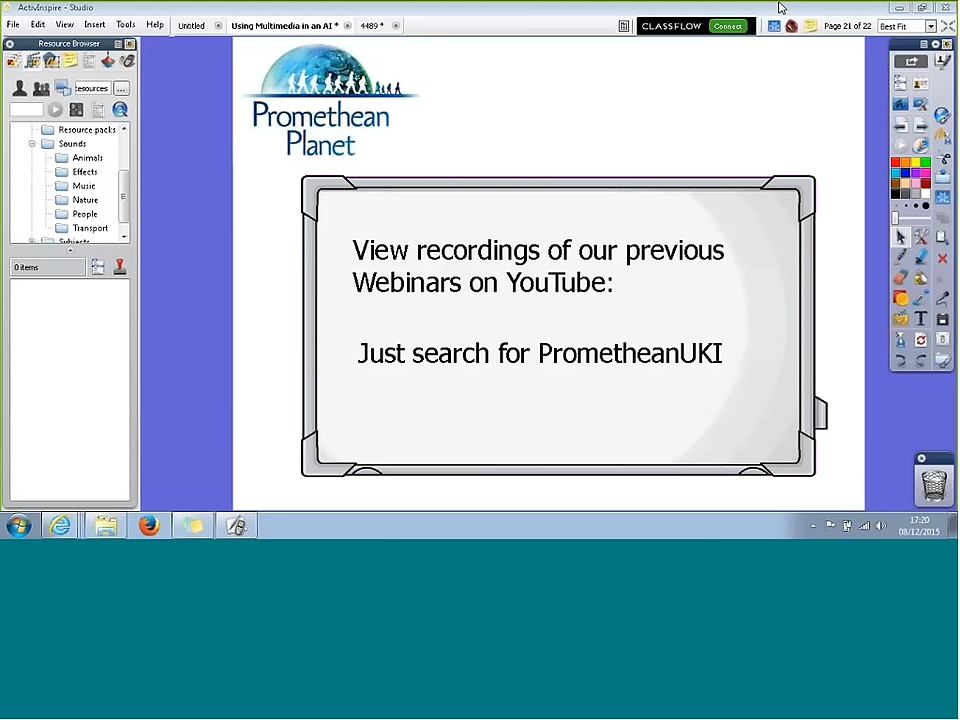 ActivInspire - Studio
File Edit View Insert Tools Help Untitled Using Multimedia in an AI * 4489 * CLASSFLOW Connect Page 21 of 22 Best Fit
Resource Browser
Resource packs
Sounds
Animals
Effects
Music
Nature
People
Transport
Subjects
0 items
Promethean
Planet
View recordings of our previous
Webinars on YouTube:
Just search for PrometheanUKI
17:20
08/12/2015